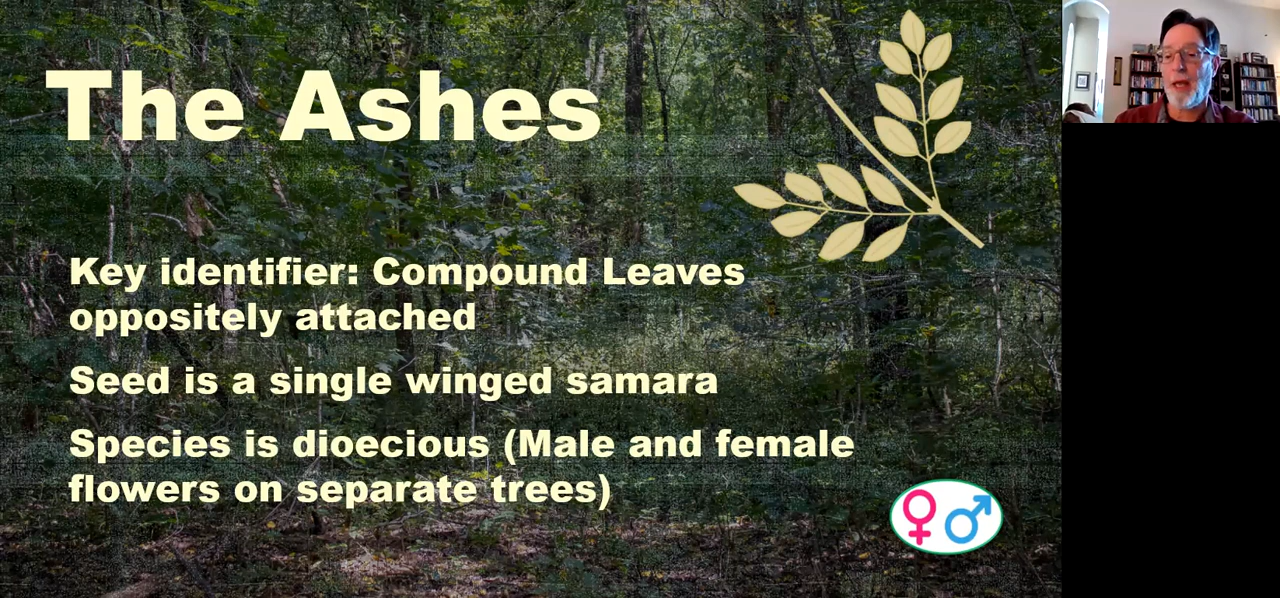 The Ashes
Key identifier: Compound Leaves
oppositely attached
Seed is a single winged samara
Species is dioecious (Male and female
flowers on separate trees)